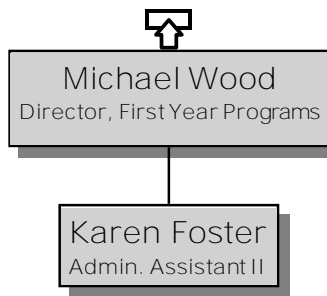 Michael Wood
Director, First Year Programs
Karen Foster
Admin. Assistant II